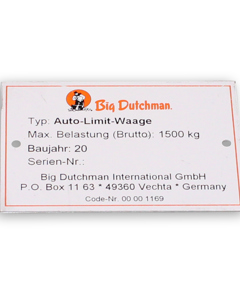 Big Dutchman.
Typ: Auto-Limit-Waage
Max. Belastung (Brutto): 1500 kg
Baujahr: 20
Serien-Nr.:
Big Dutchman International GmbH
P.O. Box 11 63 * 49360 Vechta * Germany
Code-Nr. 00 00 1169